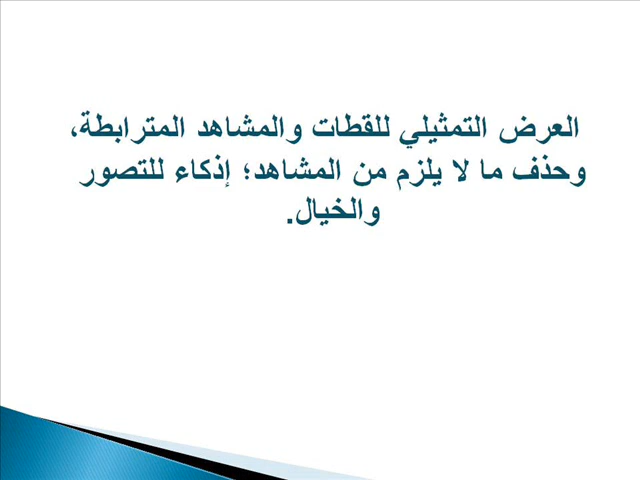 العرض التمثيلي للقطات والمشاهد المترابطة،
وحذف ما لا يلزم من المشاهد؛ إذكاء للتصور
والخيال.